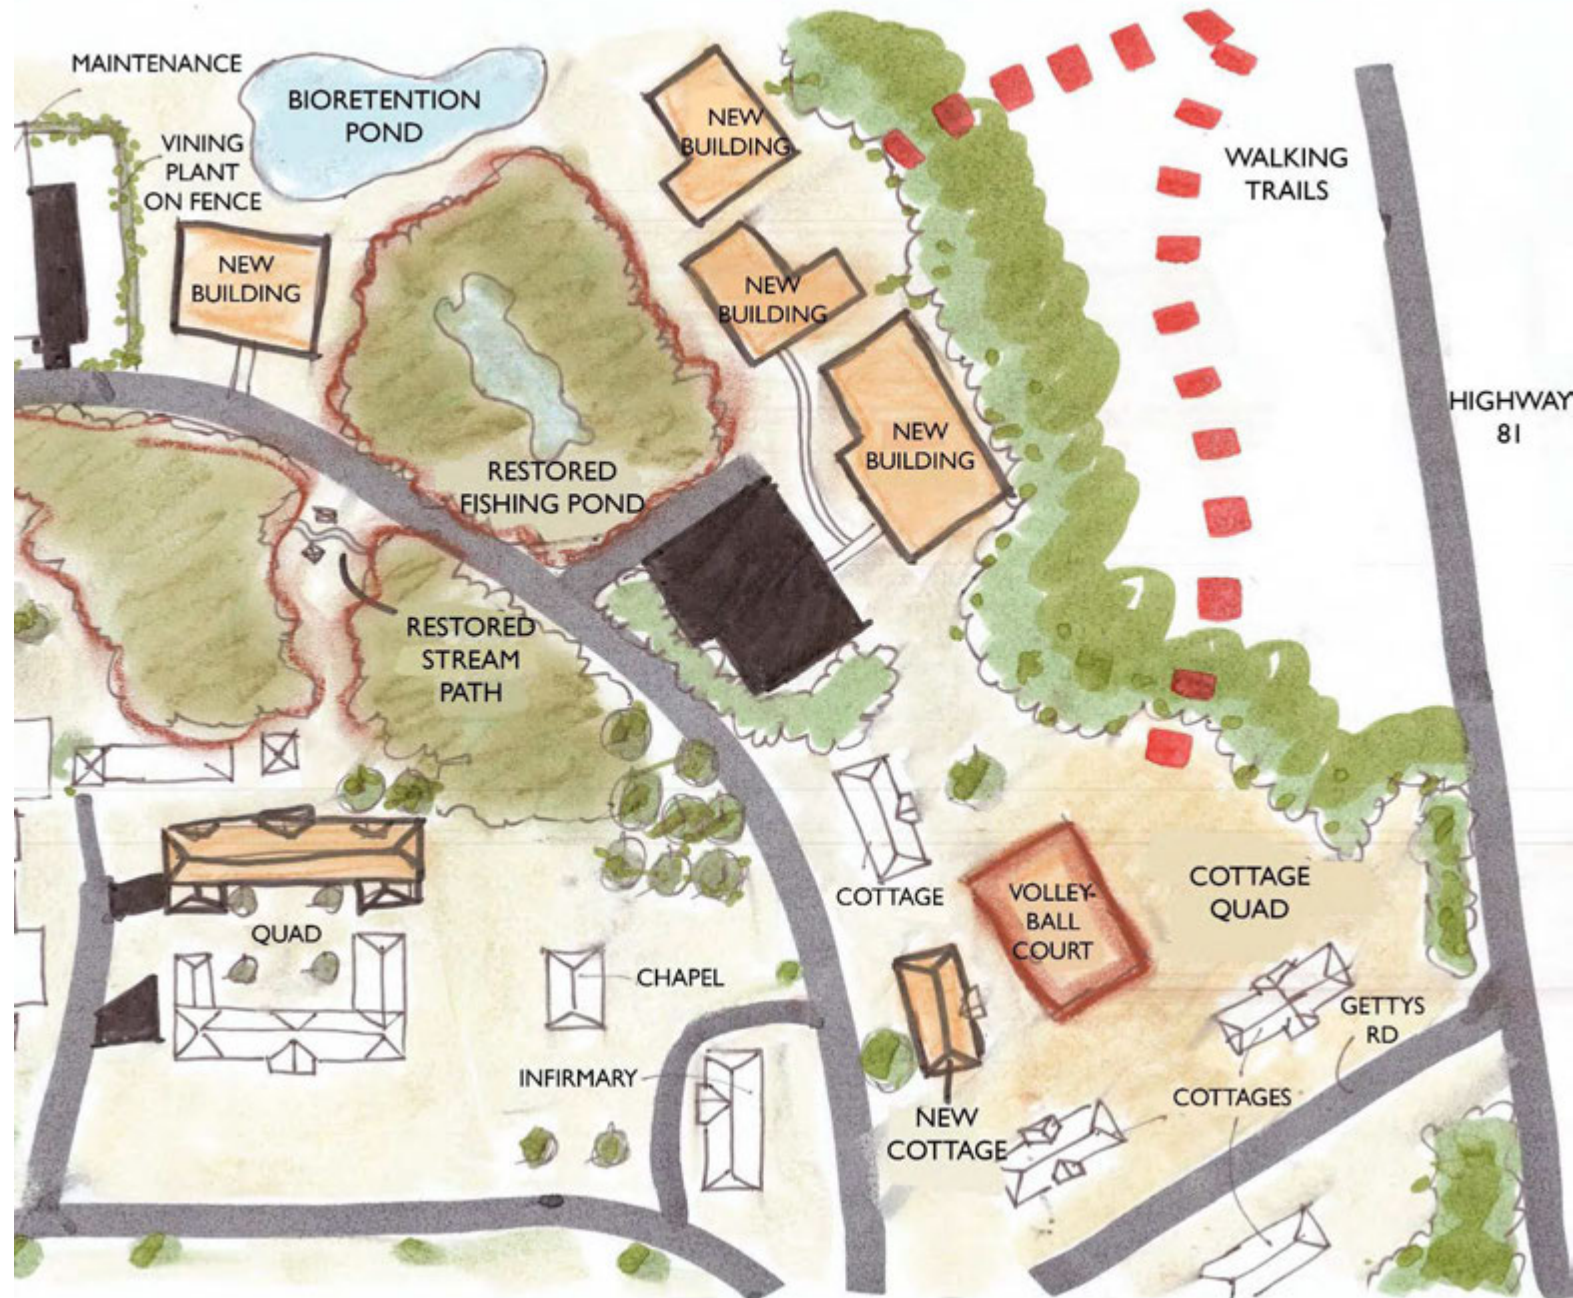 MAINTENANCE
BIORETENTION
POND
VINING
PLANT
ON FENCE
NEW
BUILDING
NEW
BUILDING
WALKING
TRAILS
NEW
BUILDING
NEW
BUILDING
HIGHWAY
81
RESTORED
FISHING POND
RESTORED
STREAM
PATH
COTTAGE
VOLLEY-
BALL
COURT
COTTAGE
QUAD
QUAD
CHAPEL
GETTYS
RD
INFIRMARY
COTTAGES
NEW
COTTAGE